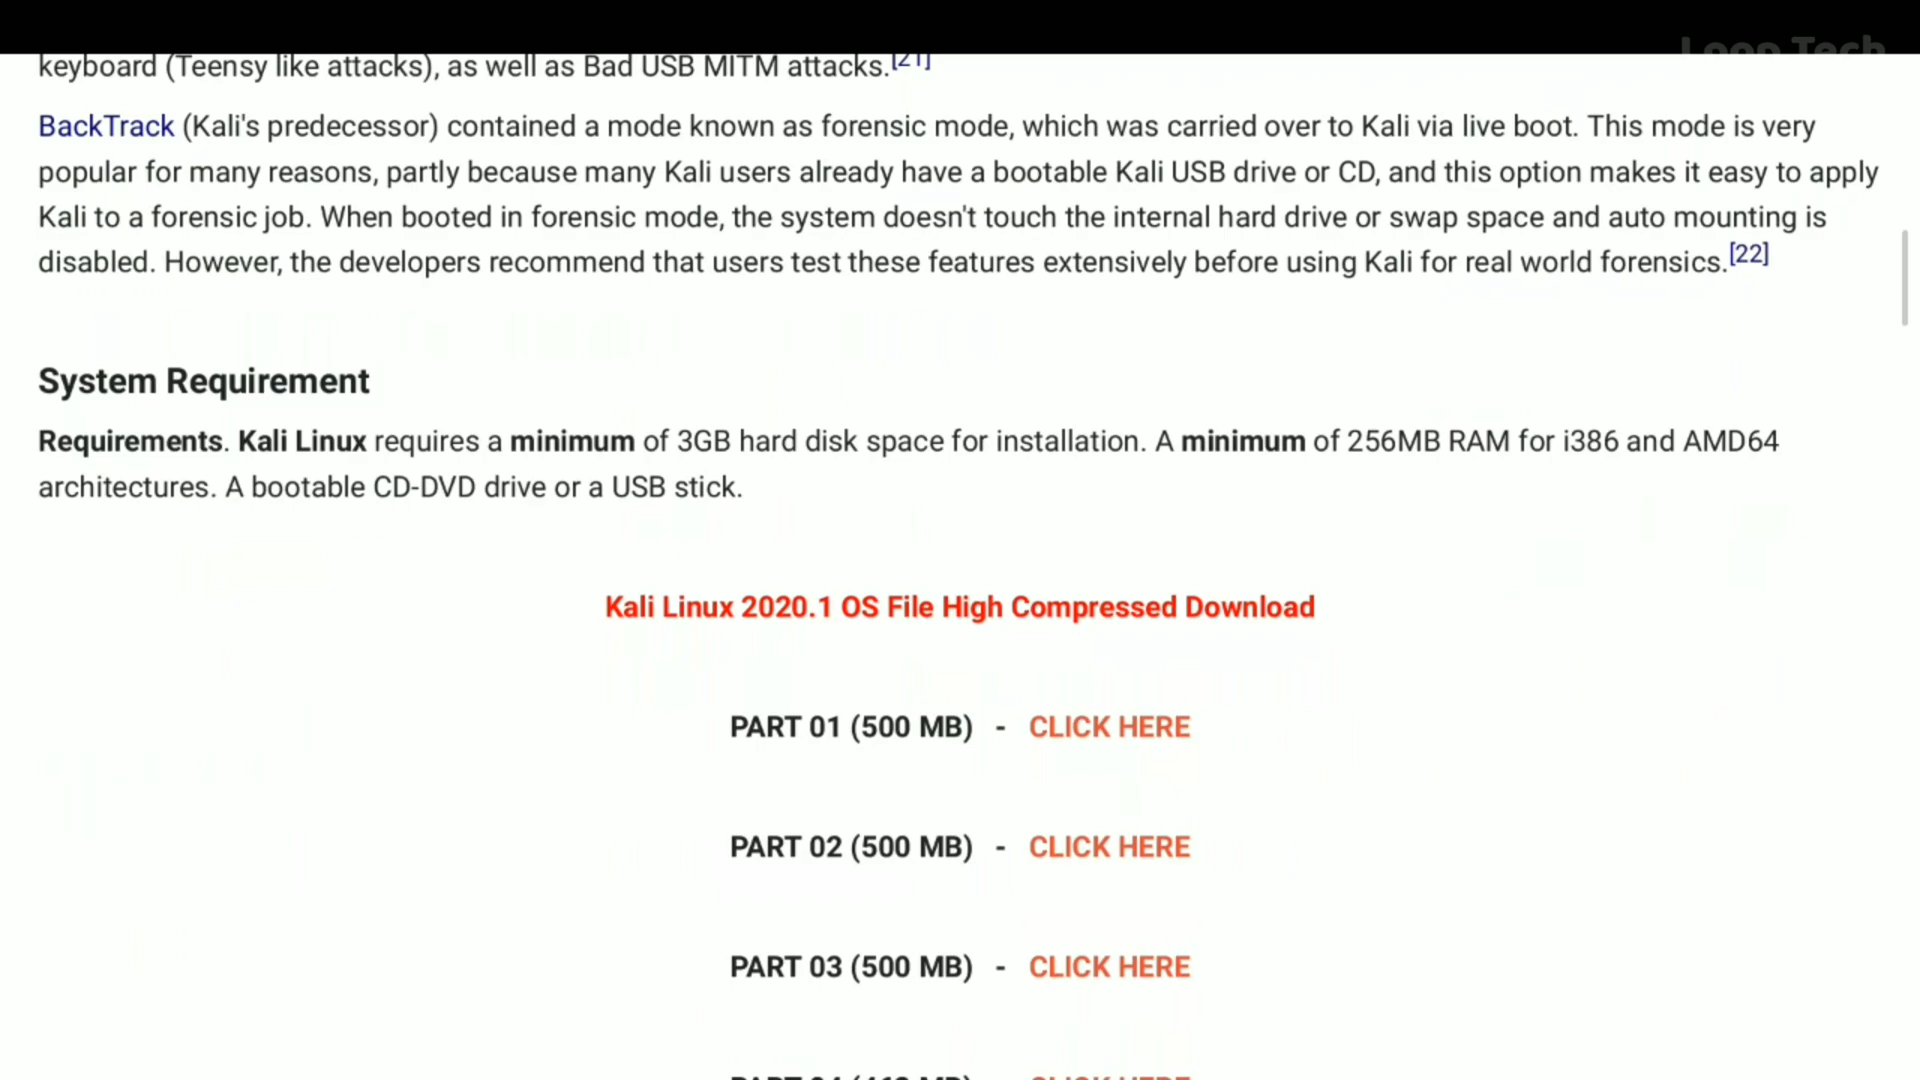 Loop Tech
keyboard (Teensy like attacks), as well as Bad USB MITM attacks.[21]
BackTrack (Kali's predecessor) contained a mode known as forensic mode, which was carried over to Kali via live boot. This mode is very
popular for many reasons, partly because many Kali users already have a bootable Kali USB drive or CD, and this option makes it easy to apply
Kali to a forensic job. When booted in forensic mode, the system doesn't touch the internal hard drive or swap space and auto mounting is
disabled. However, the developers recommend that users test these features extensively before using Kali for real world forensics.[22]
System Requirement
Requirements. Kali Linux requires a minimum of 3GB hard disk space for installation. A minimum of 256MB RAM for i386 and AMD64
architectures. A bootable CD-DVD drive or a USB stick.
Kali Linux 2020.1 OS File High Compressed Download
PART 01 (500 MB) - CLICK HERE
PART 02 (500 MB) - CLICK HERE
PART 03 (500 MB) - CLICK HERE